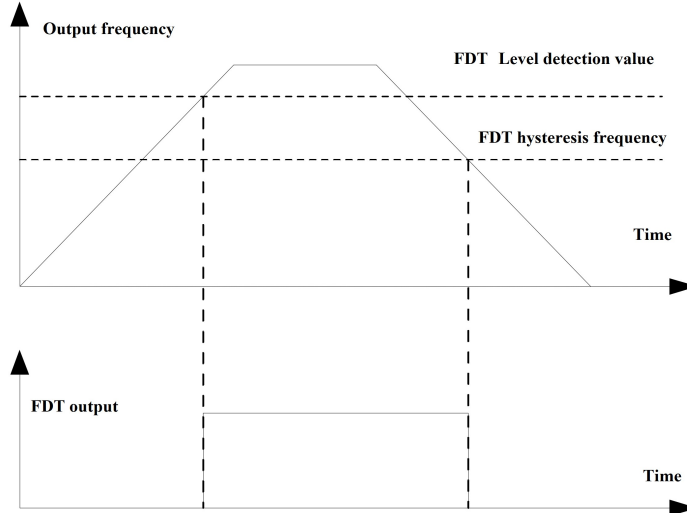 Output frequency
FDT Level detection value
FDT hysteresis frequency
Time
FDT output
Time